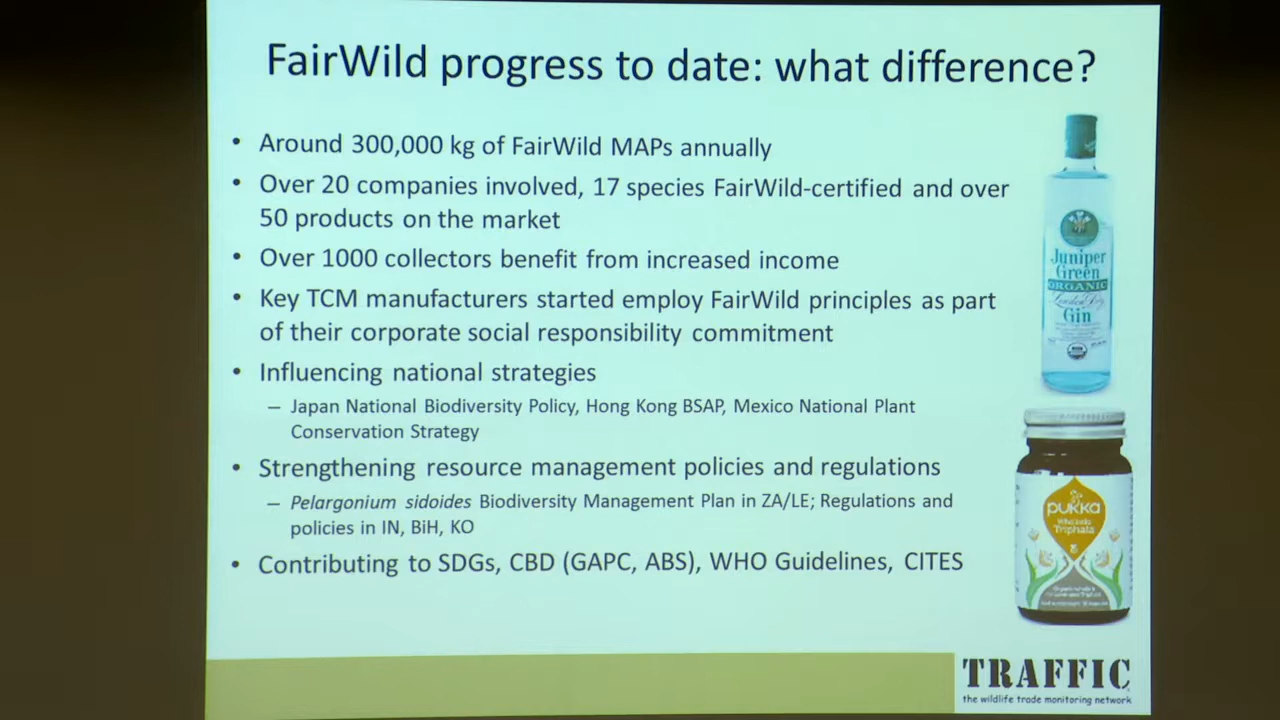 FairWild progress to date: what difference?
• Around 300,000 kg of FairWild MAPs annually
• Over 20 companies involved, 17 species FairWild-certified and over
50 products on the market
• Over 1000 collectors benefit from increased income
• Key TCM manufacturers started employ FairWild principles as part
of their corporate social responsibility commitment
• Influencing national strategies
– Japan National Biodiversity Policy, Hong Kong BSAP, Mexico National Plant
Conservation Strategy
• Strengthening resource management policies and regulations
– Pelargonium sidoides Biodiversity Management Plan in ZA/LE; Regulations and
policies in IN, BiH, KO
• Contributing to SDGs, CBD (GAPC, ABS), WHO Guidelines, CITES
Juniper
Green
ORGANIC
London Dry
Gin
pukka
Wholistic
Triphala
TRAFFIC
the wildlife trade monitoring network